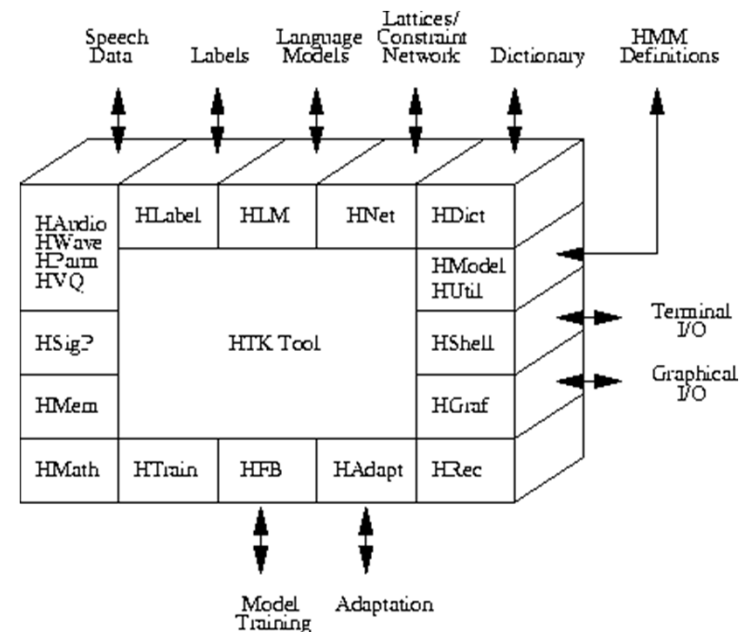 Speech
Data
Labels
Language
Models
Lattices/
Constraint
Network
Dictionary
HMM
Definitions
HAudio
HWave
HParm
HVQ
HLabel
HLM
HNet
HDict
HModel
HUtil
HSigP
HTK Tool
HShell
Terminal
I/O
HMem
HGraf
Graphical
I/O
HMath
HTrain
HFB
HAdapt
HRec
Model
Training
Adaptation